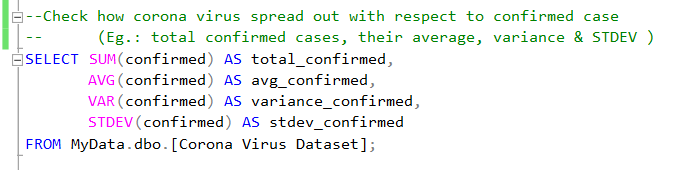 --Check how corona virus spread out with respect to confirmed case
--      (Eg.: total confirmed cases, their average, variance & STDEV )
SELECT SUM(confirmed) AS total_confirmed,
       AVG(confirmed) AS avg_confirmed,
       VAR(confirmed) AS variance_confirmed,
       STDEV(confirmed) AS stdev_confirmed
FROM MyData.dbo.[Corona Virus Dataset];